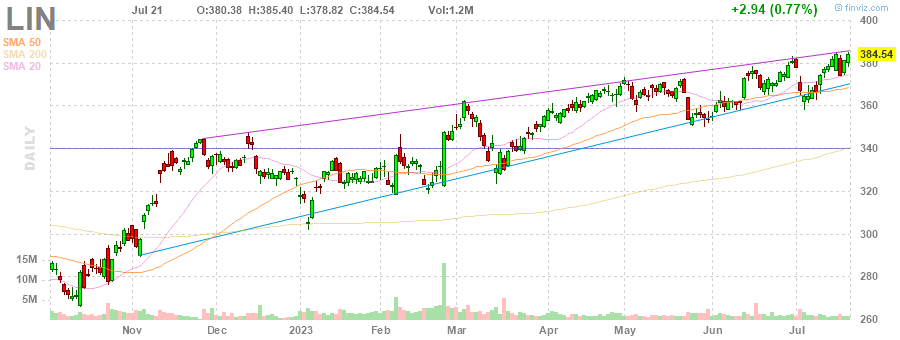 LIN
Jul 21 O:380.38 H:385.40 L:378.82 C:384.54 Vol:1.2M +2.94 (0.77%) © finviz.com
SMA 50
SMA 200
SMA 20
DAILY
400
384.54
380
360
340
320
300
280
260
15M
10M
5M
Nov Dec 2023 Feb Mar Apr May Jun Jul